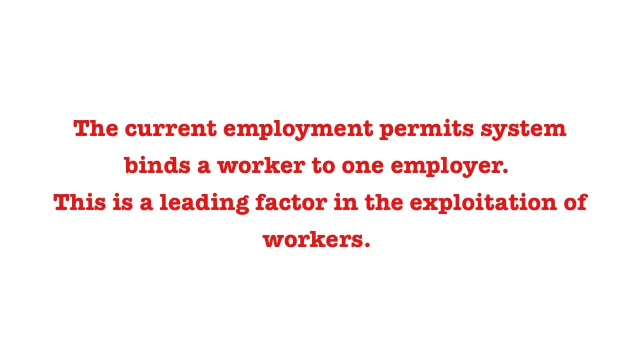 The current employment permits system
binds a worker to one employer.
This is a leading factor in the exploitation of
workers.